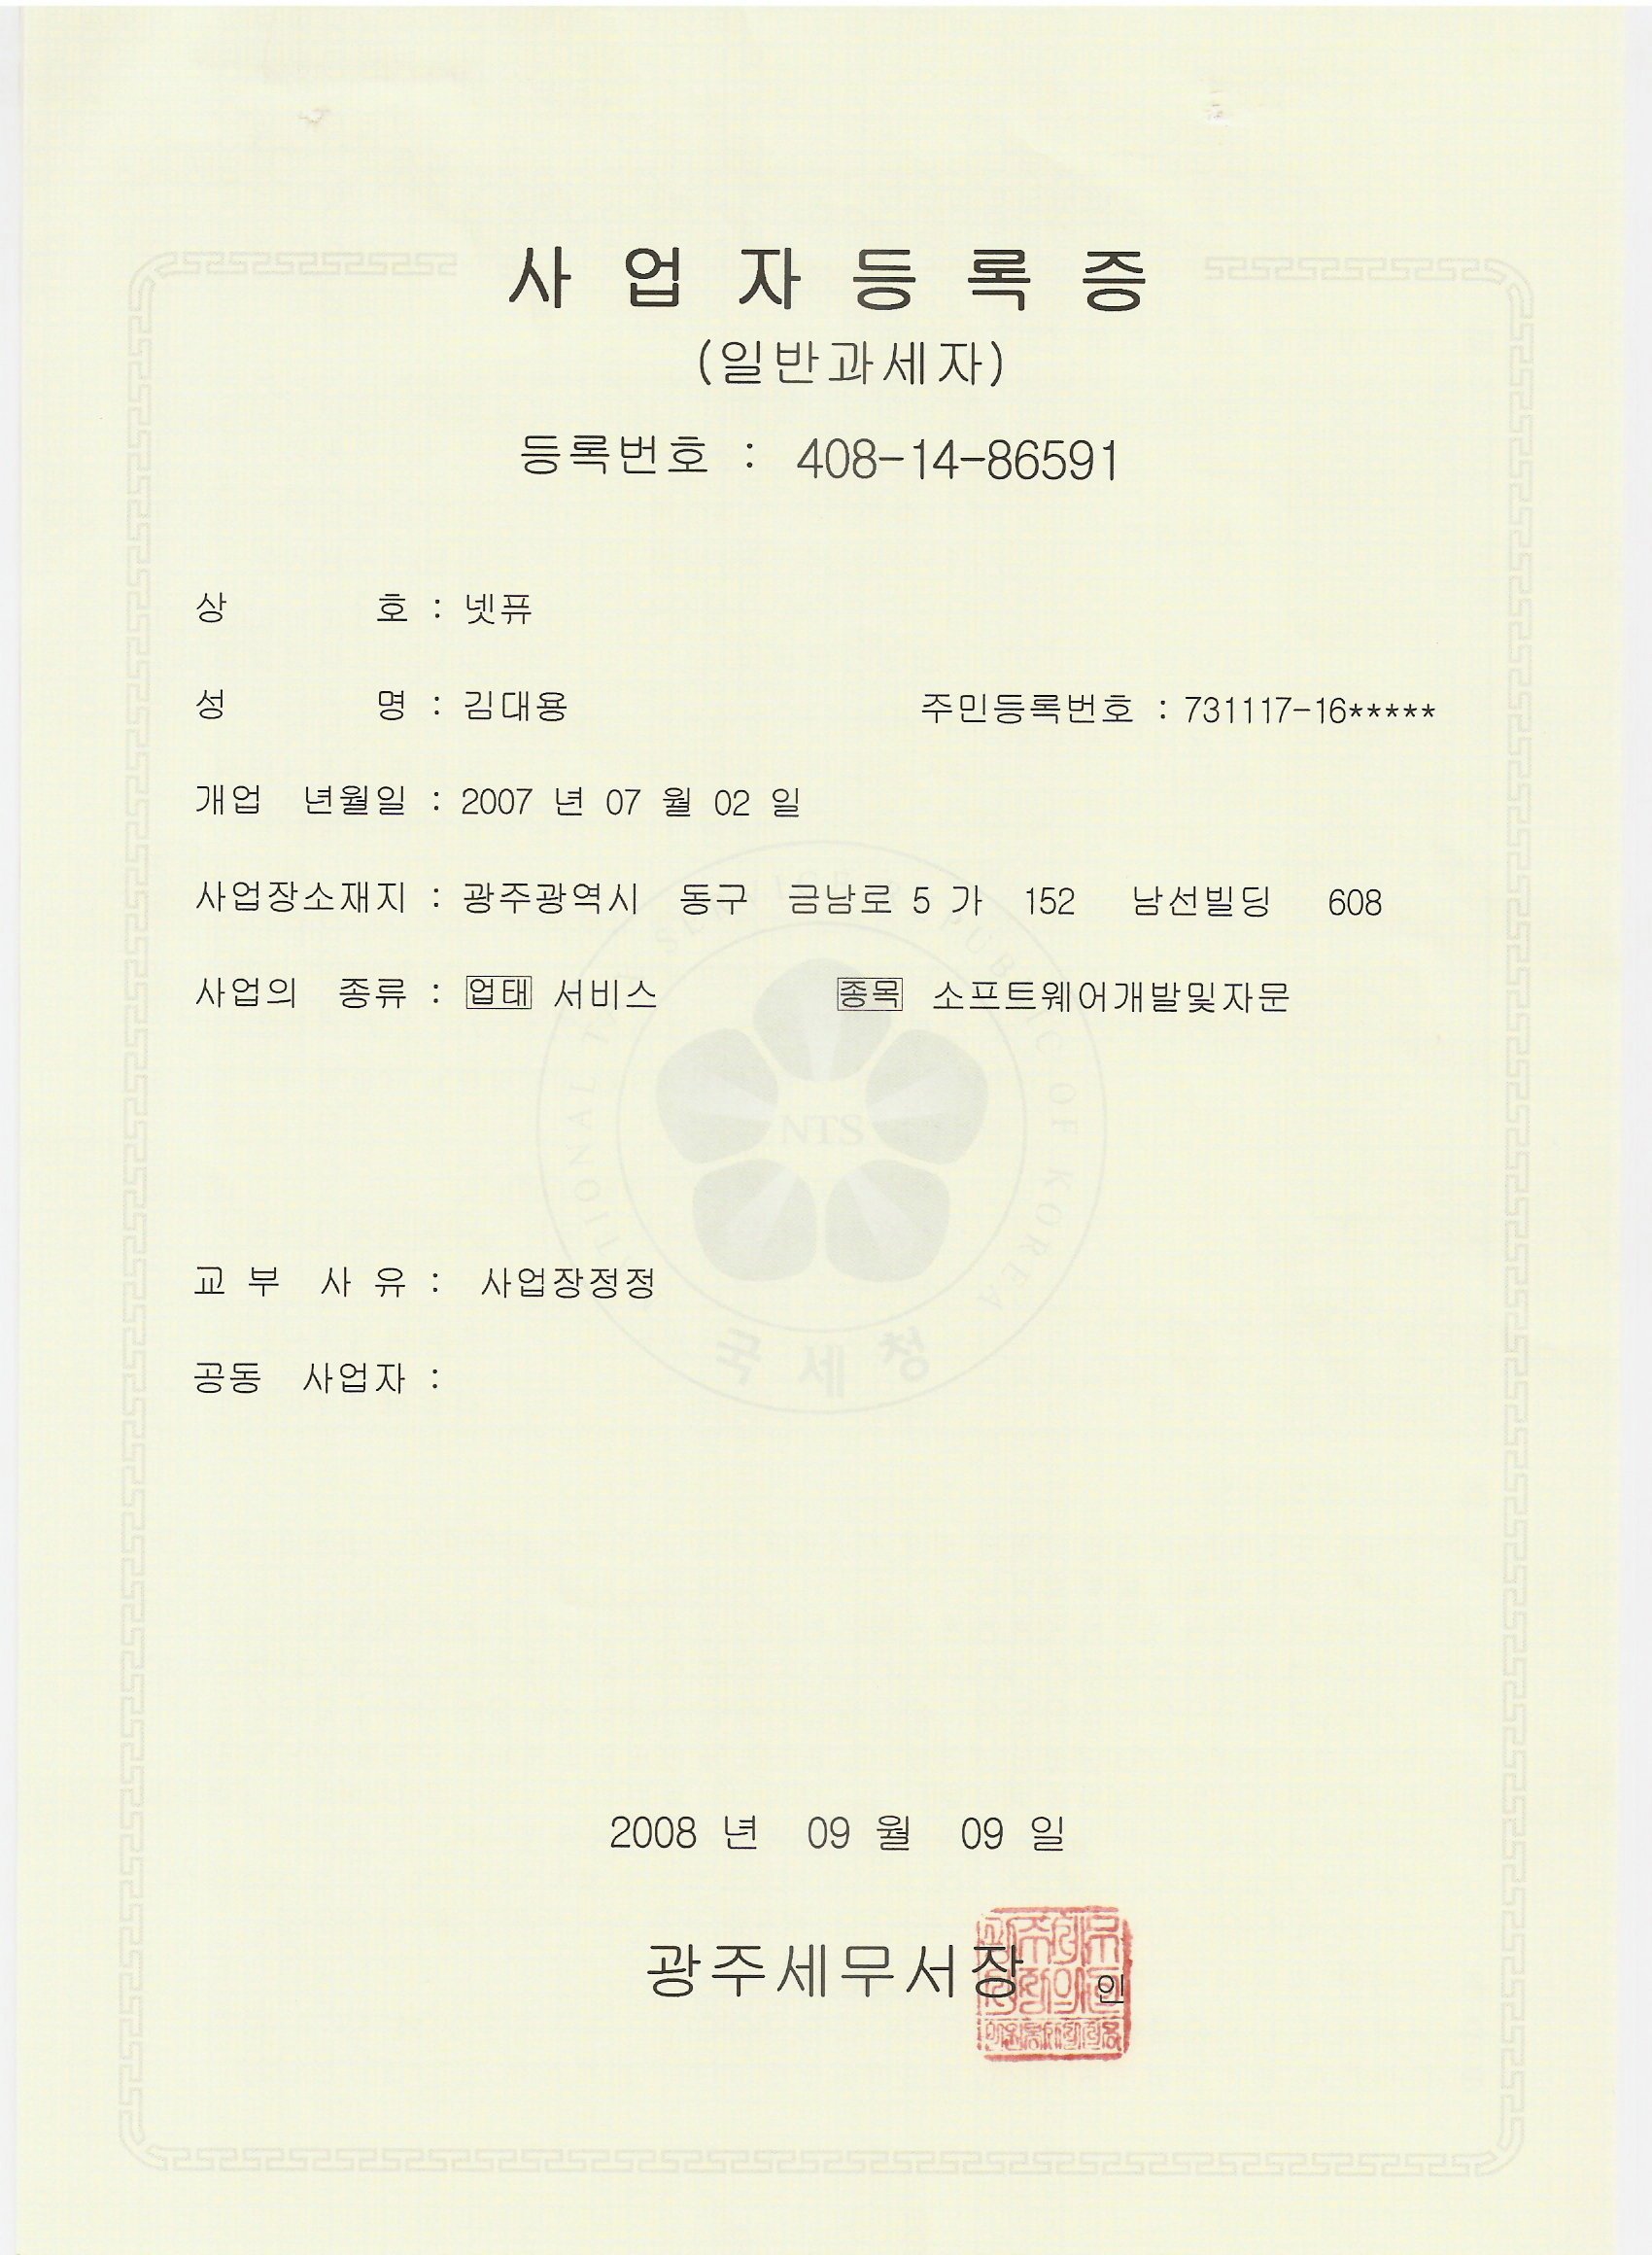 사업자등록증
(일반과세자)
등록번호 : 408-14-86591
상 호 : 넷퓨
성 명 : 김대용 주민등록번호 : 731117-16*****
개업 년월일 : 2007 년 07 월 02 일
사업장소재지 : 광주광역시 동구 금남로 5 가 152 남선빌딩 608
사업의 종류 : 업태 서비스 종목 소프트웨어개발및자문
NATIONAL TAX SERVICE REPUBLIC OF KOREA
NTS
교 부 사 유 : 사업장정정
국세청
공동 사업자 :
2008 년 09 월 09 일
광주세무서장 인